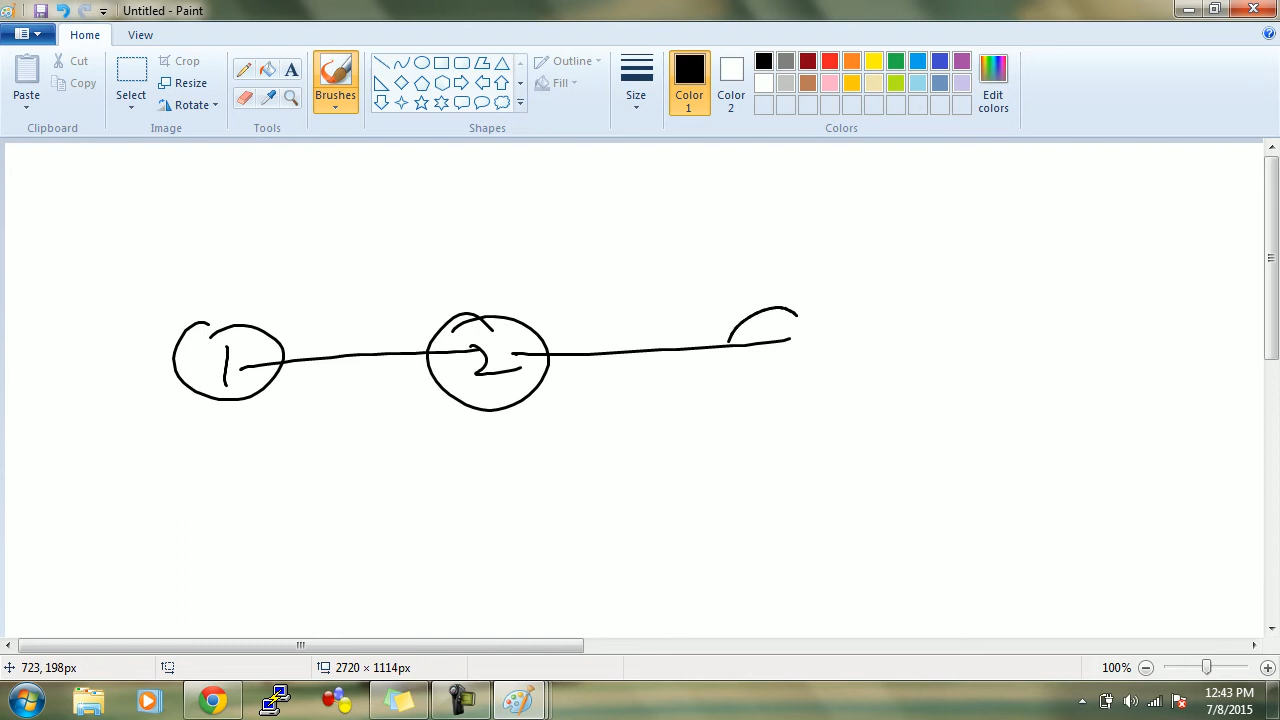 Untitled - Paint
Home View
Paste
Cut
Copy
Clipboard
Select
Crop
Resize
Rotate
Image
A
Tools
Brushes
Outline
Fill
Shapes
Size
Color 1
Color 2
Edit colors
Colors
1 2
723, 198px
2720 × 1114px
100%
12:43 PM
7/8/2015